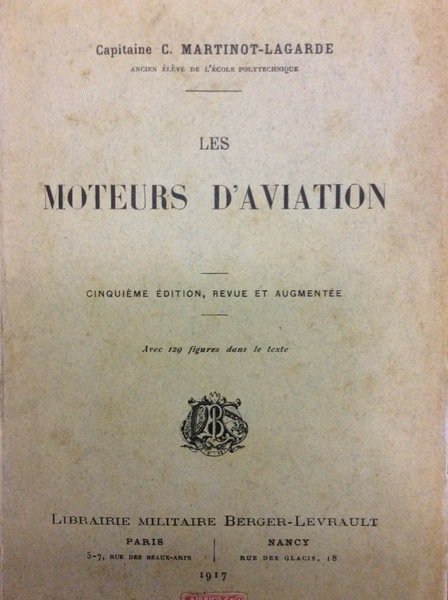 Capitaine C. MARTINOT-LAGARDE
ANCIEN ÉLÈVE DE L'ÉCOLE POLYTECHNIQUE
LES
MOTEURS D'AVIATION
CINQUIÈME ÉDITION, REVUE ET AUGMENTÉE
Avec 129 figures dans le texte
LIBRAIRIE MILITAIRE BERGER-LEVRAULT
PARIS
5-7, RUE DES BEAUX-ARTS
NANCY
RUE DES GLACIS, 18
1917